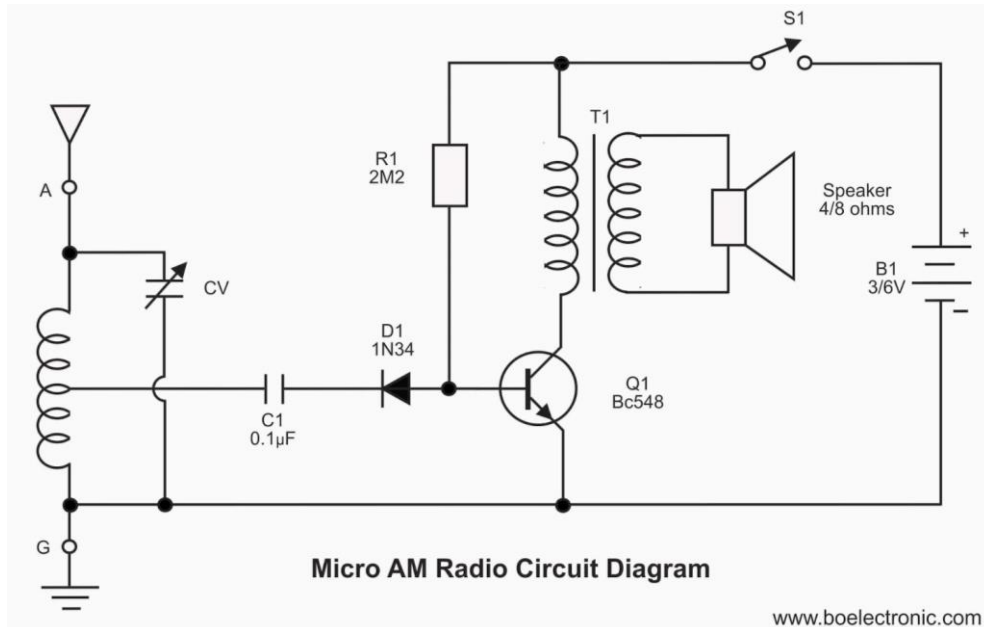 S1
T1
R1
2M2
A
Speaker
4/8 ohms
CV
+
B1
3/6V
−
D1
1N34
Q1
Bc548
C1
0.1µF
G
Micro AM Radio Circuit Diagram
www.boelectronic.com